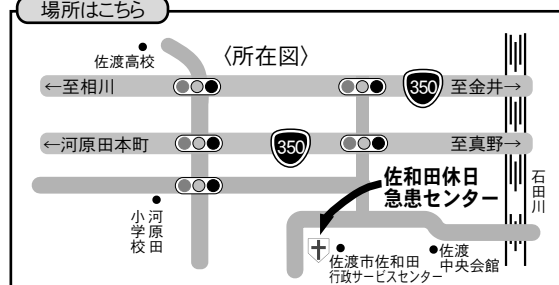 場所はこちら
〈所在図〉
佐渡高校
←至相川
350
至金井→
←河原田本町
350
至真野→
佐和田休日
急患センター
石田川
河原田
小学校
佐渡市佐和田
行政サービスセンター
佐渡
中央会館